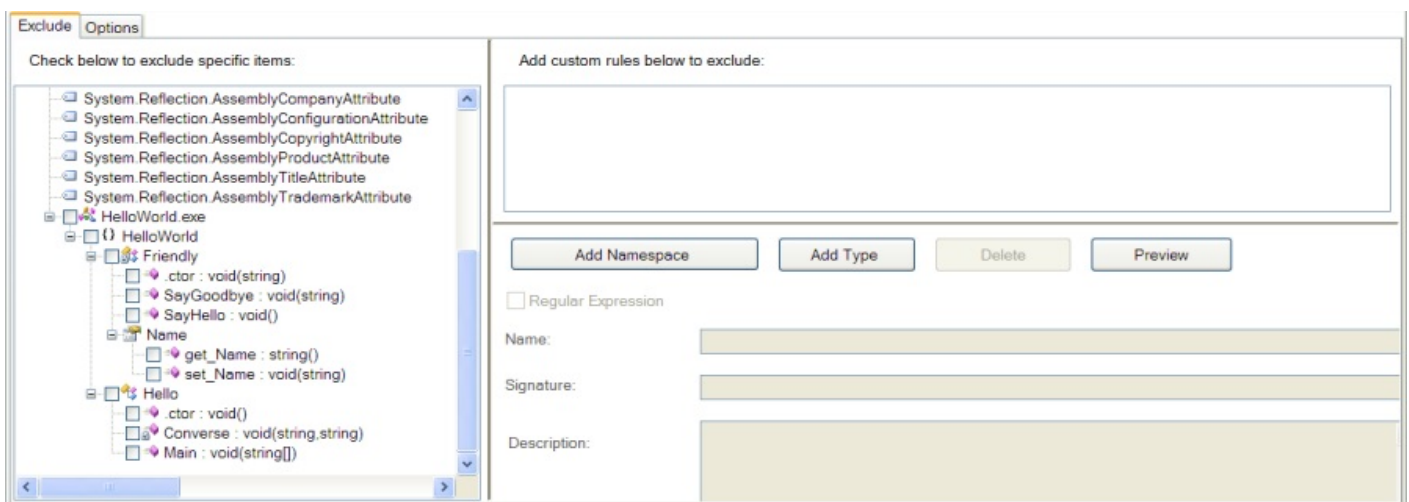 Exclude Options
Check below to exclude specific items:
System.Reflection.AssemblyCompanyAttribute
System.Reflection.AssemblyConfigurationAttribute
System.Reflection.AssemblyCopyrightAttribute
System.Reflection.AssemblyProductAttribute
System.Reflection.AssemblyTitleAttribute
System.Reflection.AssemblyTrademarkAttribute
HelloWorld.exe
{} HelloWorld
Friendly
.ctor : void(string)
SayGoodbye : void(string)
SayHello : void()
Name
get_Name : string()
set_Name : void(string)
Hello
.ctor : void()
Converse : void(string,string)
Main : void(string[])
Add custom rules below to exclude:
Add Namespace Add Type Delete Preview
Regular Expression
Name:
Signature:
Description: